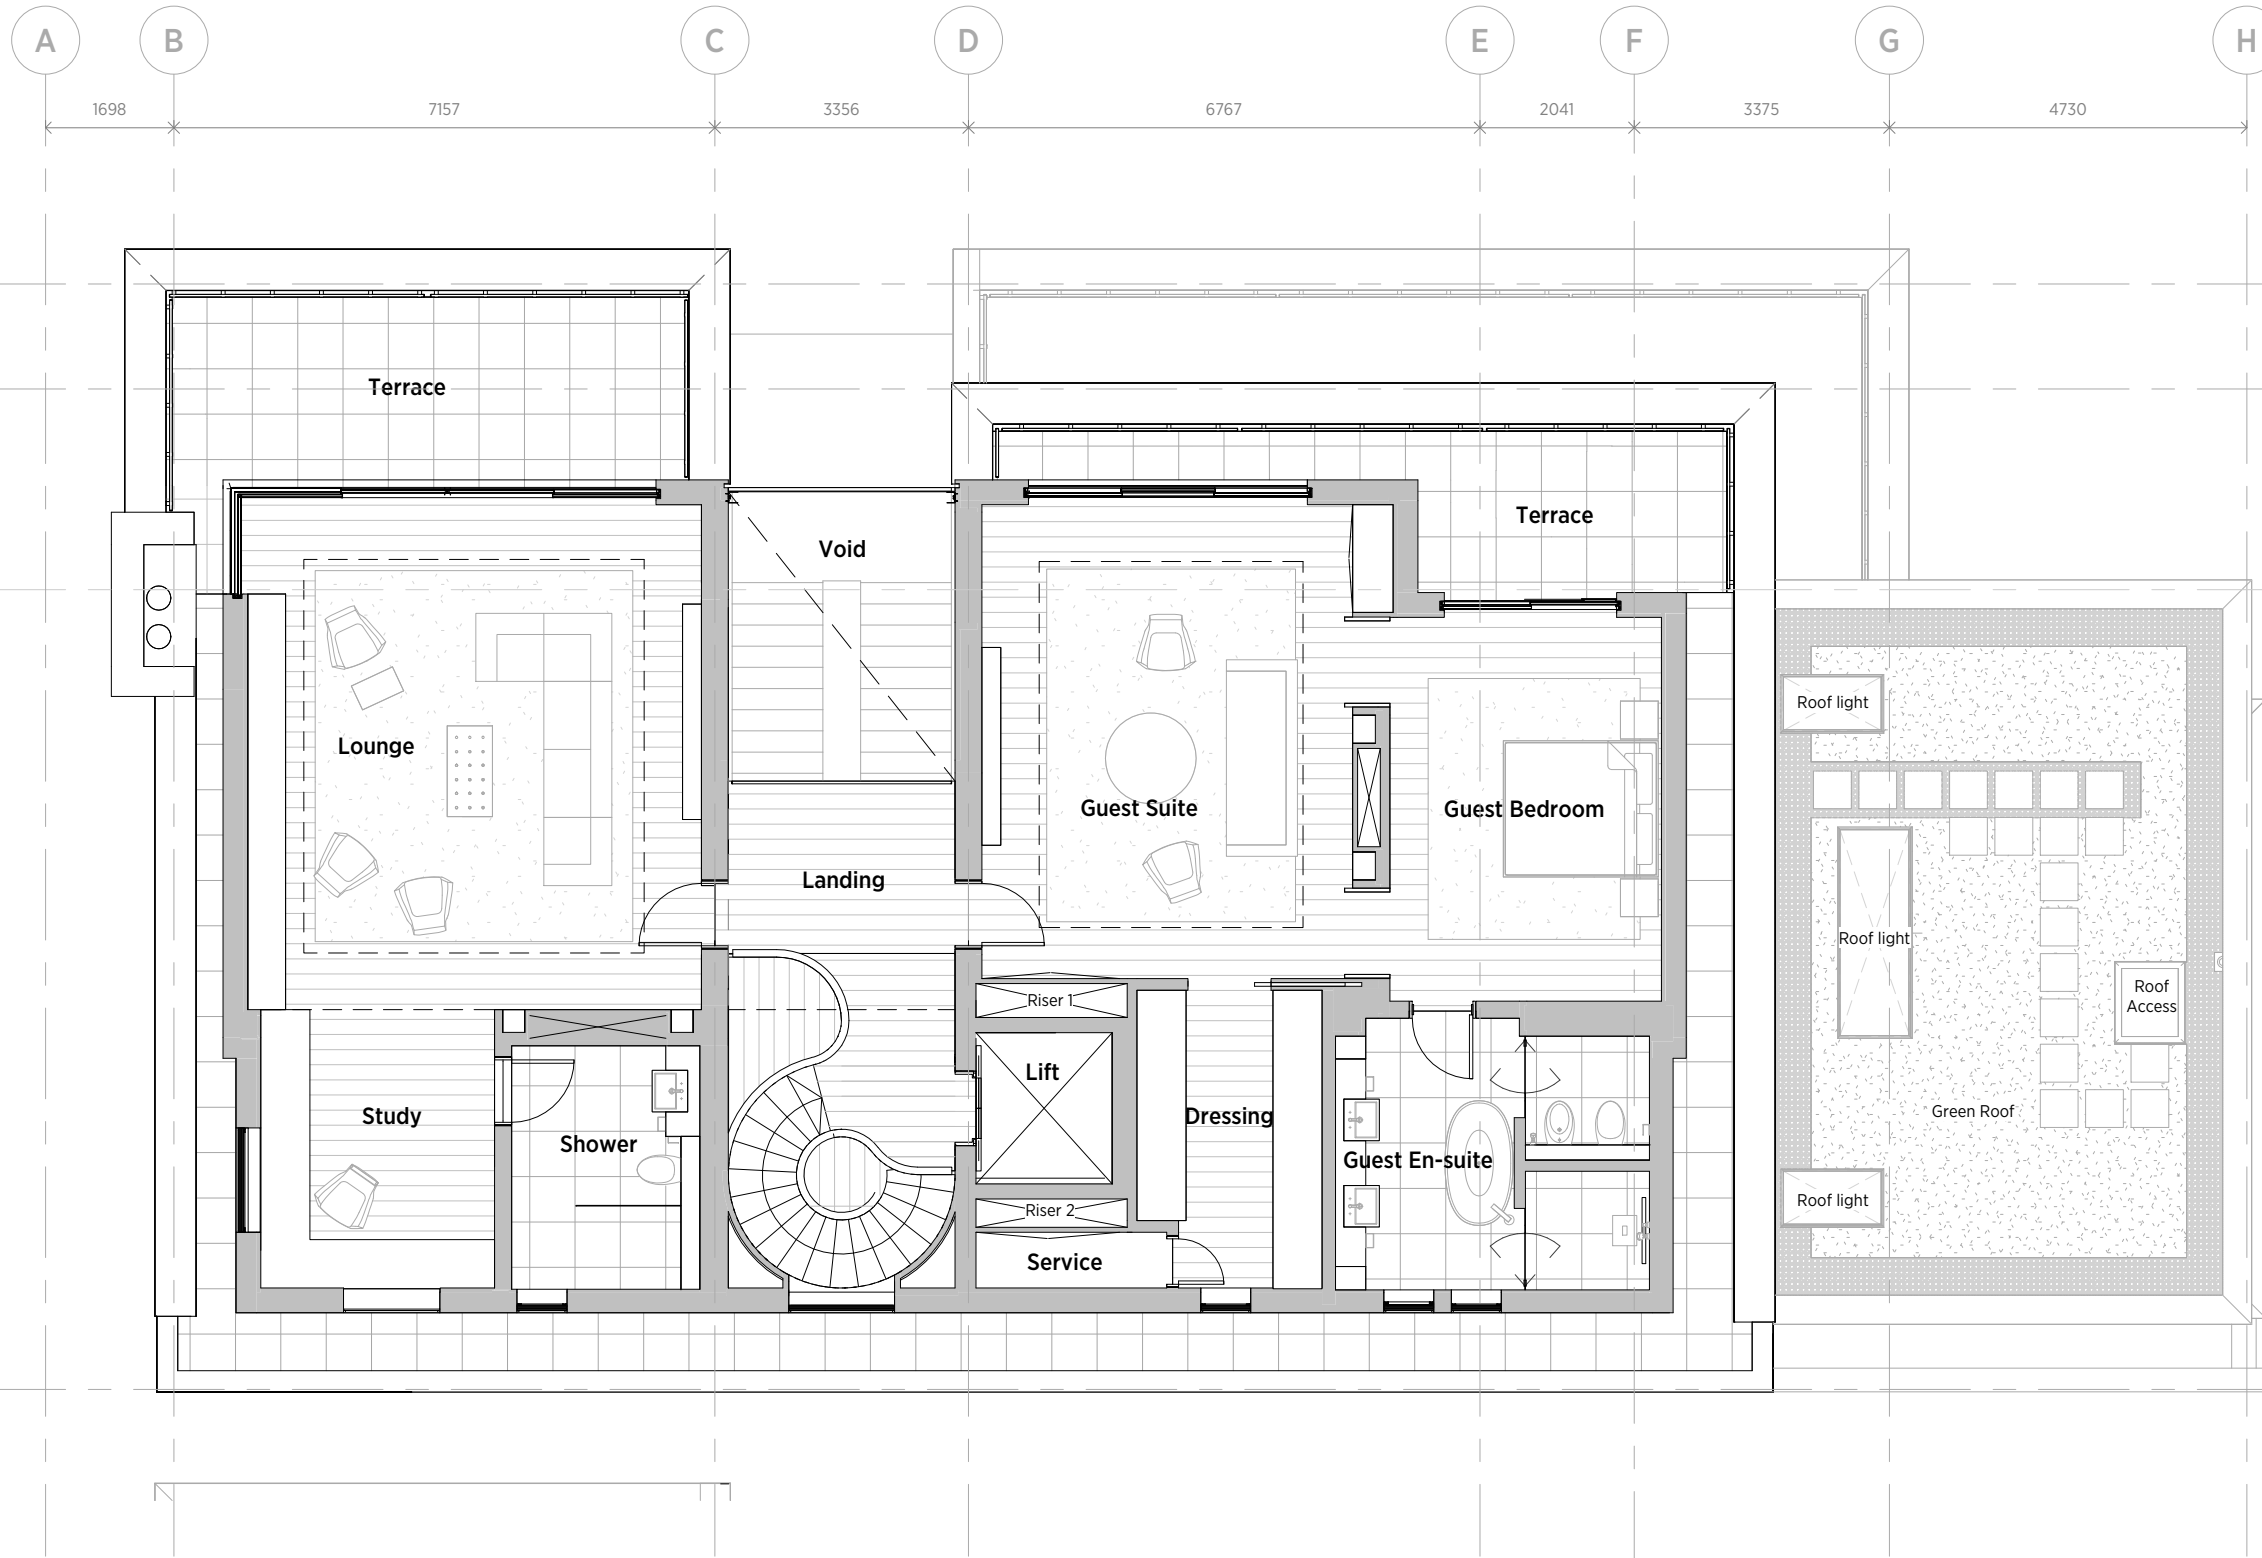 A B C D E F G H
1698 7157 3356 6767 2041 3375 4730
Terrace
Terrace
Void
Roof light
Lounge
Guest Suite
Guest Bedroom
Landing
Roof light
Riser 1
Roof
Access
Lift
Study
Dressing
Green Roof
Shower
Guest En-suite
Roof light
Riser 2
Service